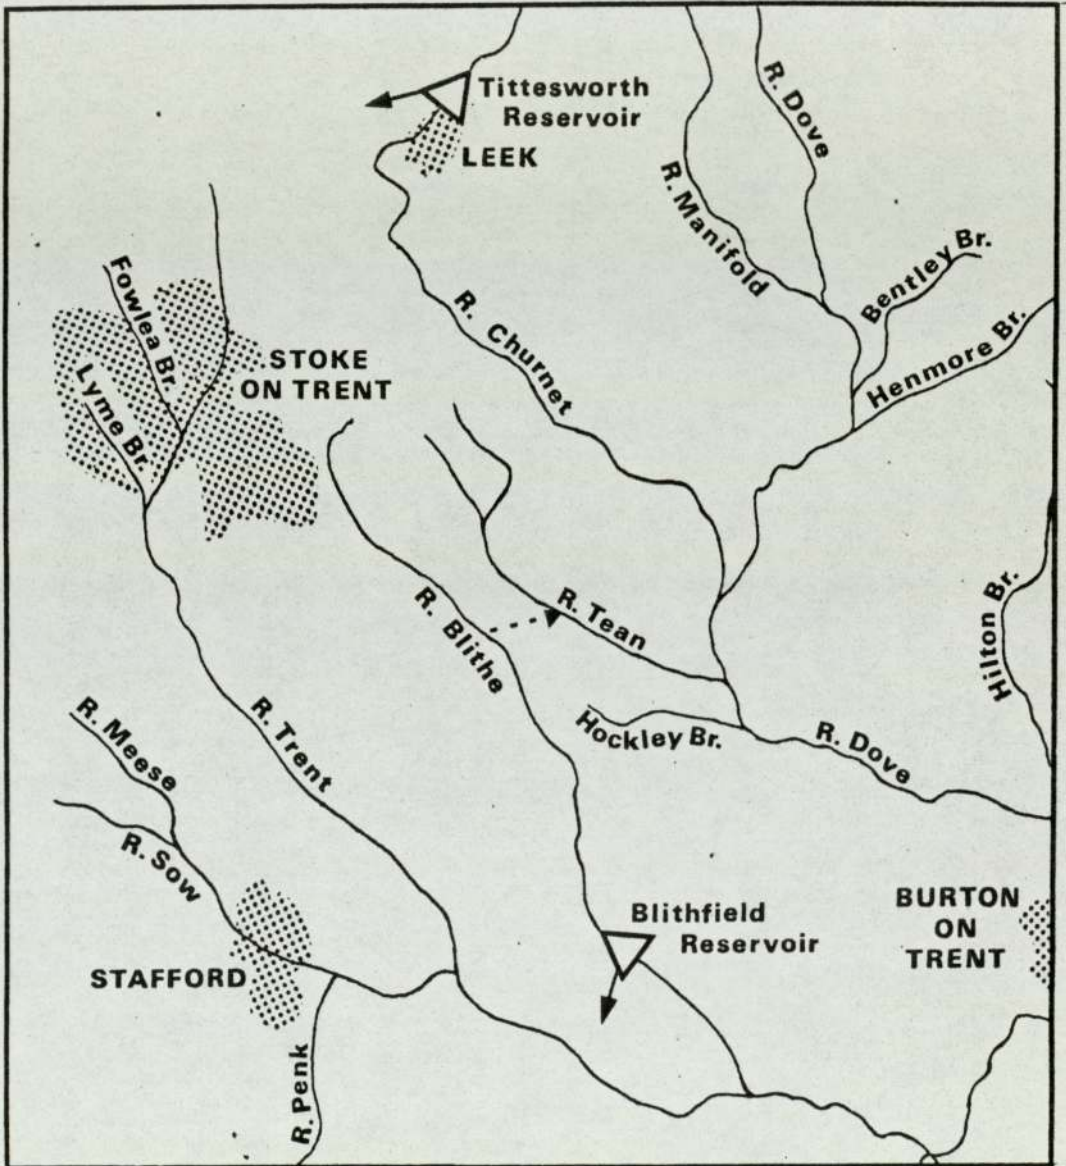 Tittesworth
Reservoir
LEEK
R. Dove
R. Manifold
Bentley Br.
Henmore Br.
R. Churnet
Fowlea Br.
Lyme Br.
STOKE
ON TRENT
R. Blithe
R. Tean
Hilton Br.
Hockley Br.
R. Dove
R. Trent
R. Meese
R. Sow
STAFFORD
R. Penk
Blithfield
Reservoir
BURTON
ON
TRENT